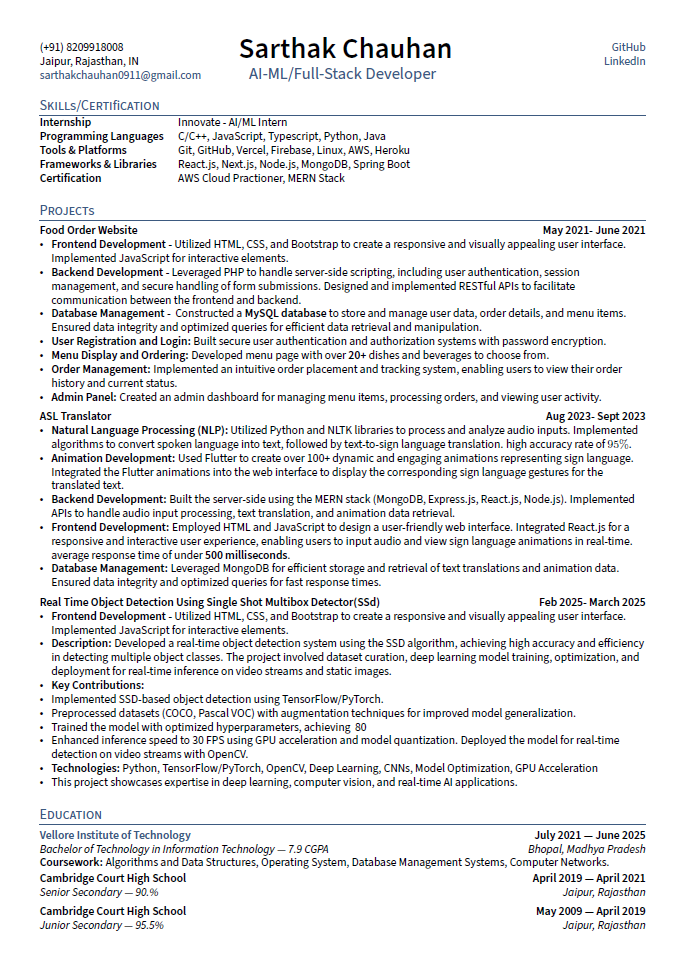 Sarthak Chauhan
AI-ML/Full-Stack Developer
(+91) 8209918008
Jaipur, Rajasthan, IN
sarthakchauhan0911@gmail.com
GitHub
LinkedIn
Skills/Certification
Internship Innovate - AI/ML Intern
Programming Languages C/C++, JavaScript, Typescript, Python, Java
Tools & Platforms Git, GitHub, Vercel, Firebase, Linux, AWS, Heroku
Frameworks & Libraries React.js, Next.js, Node.js, MongoDB, Spring Boot
Certification AWS Cloud Practioner, MERN Stack
Projects
Food Order Website May 2021- June 2021
• Frontend Development - Utilized HTML, CSS, and Bootstrap to create a responsive and visually appealing user interface.
Implemented JavaScript for interactive elements.
• Backend Development - Leveraged PHP to handle server-side scripting, including user authentication, session
management, and secure handling of form submissions. Designed and implemented RESTful APIs to facilitate
communication between the frontend and backend.
• Database Management - Constructed a MySQL database to store and manage user data, order details, and menu items.
Ensured data integrity and optimized queries for efficient data retrieval and manipulation.
• User Registration and Login: Built secure user authentication and authorization systems with password encryption.
• Menu Display and Ordering: Developed menu page with over 20+ dishes and beverages to choose from.
• Order Management: Implemented an intuitive order placement and tracking system, enabling users to view their order
history and current status.
• Admin Panel: Created an admin dashboard for managing menu items, processing orders, and viewing user activity.
ASL Translator Aug 2023- Sept 2023
• Natural Language Processing (NLP): Utilized Python and NLTK libraries to process and analyze audio inputs. Implemented
algorithms to convert spoken language into text, followed by text-to-sign language translation. high accuracy rate of 95%.
• Animation Development: Used Flutter to create over 100+ dynamic and engaging animations representing sign language.
Integrated the Flutter animations into the web interface to display the corresponding sign language gestures for the
translated text.
• Backend Development: Built the server-side using the MERN stack (MongoDB, Express.js, React.js, Node.js). Implemented
APIs to handle audio input processing, text translation, and animation data retrieval.
• Frontend Development: Employed HTML and JavaScript to design a user-friendly web interface. Integrated React.js for a
responsive and interactive user experience, enabling users to input audio and view sign language animations in real-time.
average response time of under 500 milliseconds.
• Database Management: Leveraged MongoDB for efficient storage and retrieval of text translations and animation data.
Ensured data integrity and optimized queries for fast response times.
Real Time Object Detection Using Single Shot Multibox Detector(SSd) Feb 2025- March 2025
• Frontend Development - Utilized HTML, CSS, and Bootstrap to create a responsive and visually appealing user interface.
Implemented JavaScript for interactive elements.
• Description: Developed a real-time object detection system using the SSD algorithm, achieving high accuracy and efficiency
in detecting multiple object classes. The project involved dataset curation, deep learning model training, optimization, and
deployment for real-time inference on video streams and static images.
• Key Contributions:
• Implemented SSD-based object detection using TensorFlow/PyTorch.
• Preprocessed datasets (COCO, Pascal VOC) with augmentation techniques for improved model generalization.
• Trained the model with optimized hyperparameters, achieving 80
• Enhanced inference speed to 30 FPS using GPU acceleration and model quantization. Deployed the model for real-time
detection on video streams with OpenCV.
• Technologies: Python, TensorFlow/PyTorch, OpenCV, Deep Learning, CNNs, Model Optimization, GPU Acceleration
• This project showcases expertise in deep learning, computer vision, and real-time AI applications.
Education
Vellore Institute of Technology July 2021 — June 2025
Bachelor of Technology in Information Technology — 7.9 CGPA Bhopal, Madhya Pradesh
Coursework: Algorithms and Data Structures, Operating System, Database Management Systems, Computer Networks.
Cambridge Court High School April 2019 — April 2021
Senior Secondary — 90.% Jaipur, Rajasthan
Cambridge Court High School May 2009 — April 2019
Junior Secondary — 95.5% Jaipur, Rajasthan